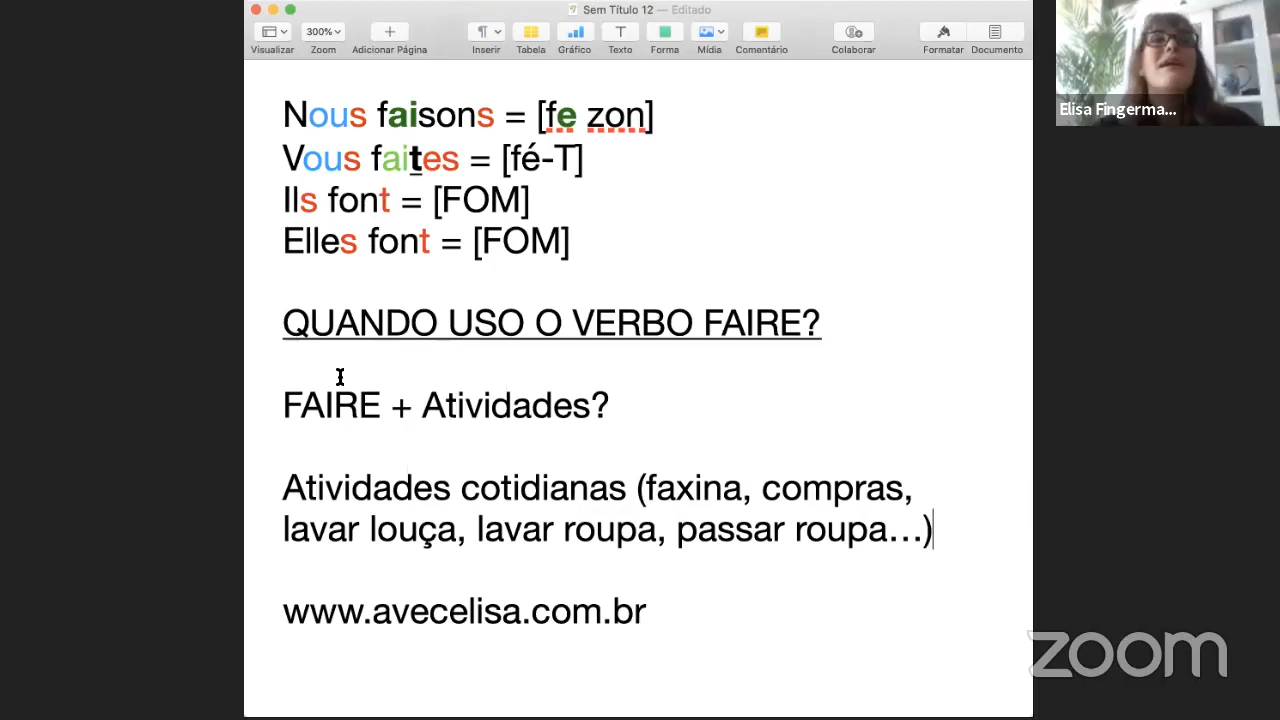 Sem Título 12 — Editado
Visualizar
300%
Zoom
Adicionar Página
Inserir
Tabela
Gráfico
Texto
Forma
Mídia
Comentário
Colaborar
Formatar
Documento
Elisa Fingerma...
Nous faisons = [fe zon]
Vous faites = [fé-T]
Ils font = [FOM]
Elles font = [FOM]
QUANDO USO O VERBO FAIRE?
FAIRE + Atividades?
Atividades cotidianas (faxina, compras,
lavar louça, lavar roupa, passar roupa…)
www.avecelisa.com.br
zoom